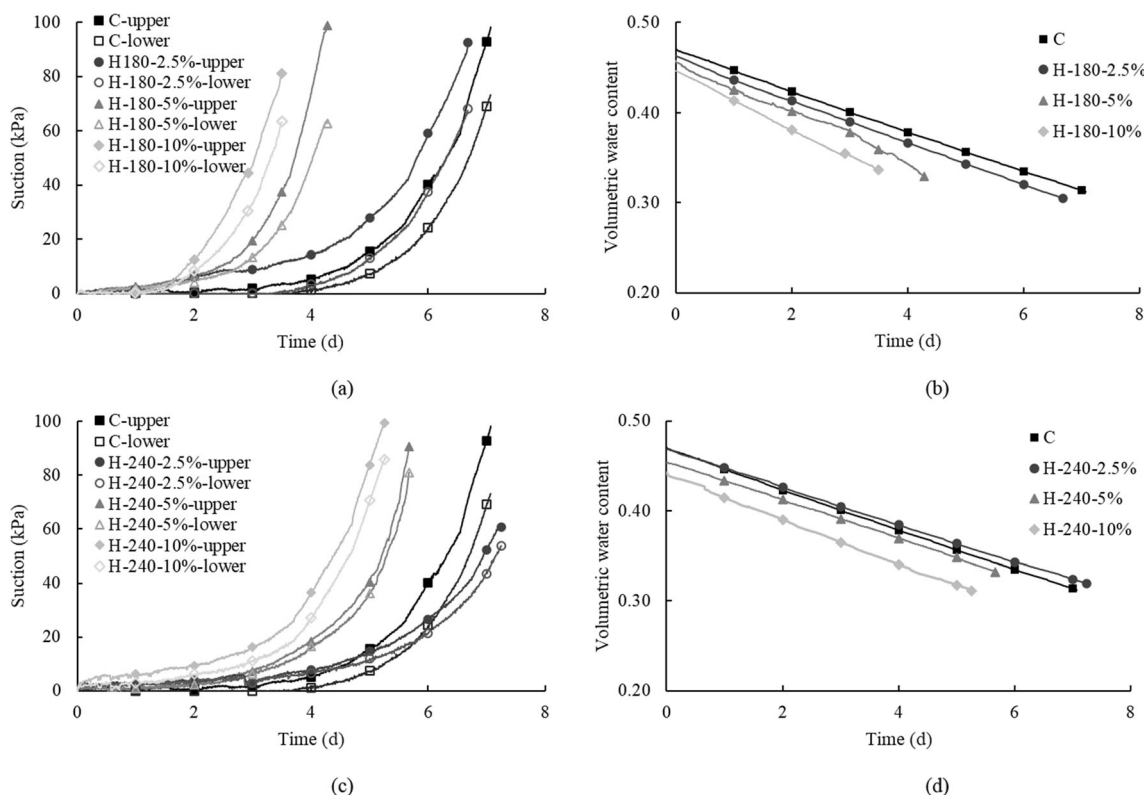 100
80
60
40
20
0
Suction (kPa)
C-upper
C-lower
H180-2.5%-upper
H-180-2.5%-lower
H-180-5%-upper
H-180-5%-lower
H-180-10%-upper
H-180-10%-lower
0 2 4 6 8
Time (d)
(a)
0.50
0.40
0.30
0.20
Volumetric water content
C
H-180-2.5%
H-180-5%
H-180-10%
0 2 4 6 8
Time (d)
(b)
100
80
60
40
20
0
Suction (kPa)
C-upper
C-lower
H-240-2.5%-upper
H-240-2.5%-lower
H-240-5%-upper
H-240-5%-lower
H-240-10%-upper
H-240-10%-lower
0 2 4 6 8
Time (d)
(c)
0.50
0.40
0.30
0.20
Volumetric water content
C
H-240-2.5%
H-240-5%
H-240-10%
0 2 4 6 8
Time (d)
(d)